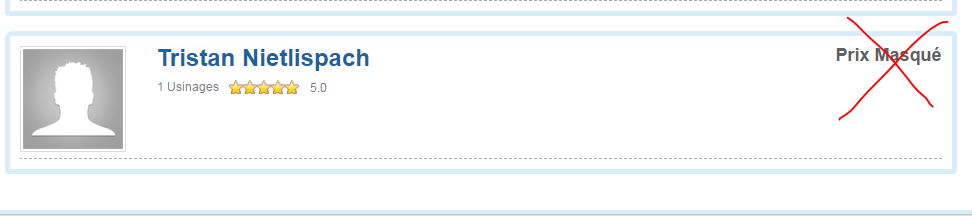 Tristan Nietlispach
Prix Masqué
1 Usinages 5.0